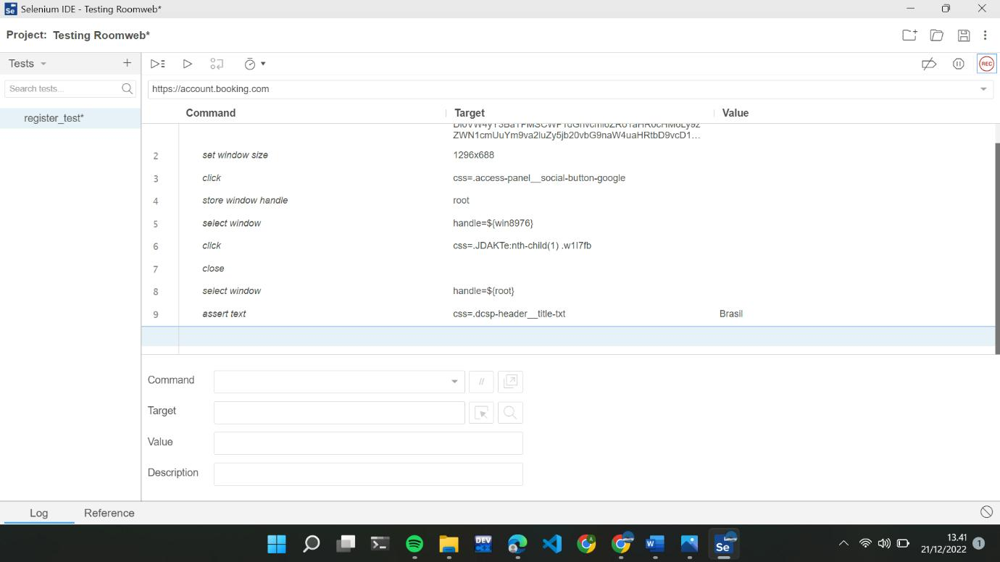 Selenium IDE - Testing Roomweb*
Project: Testing Roomweb*
Tests
Search tests...
https://account.booking.com
register_test*
Command Target Value
ZWN1cmUuYm9va2luZy5jb20vbG9naW4uaHRtbD9vcD1...
2 set window size 1296x688
3 click css=.access-panel__social-button-google
4 store window handle root
5 select window handle=${win8976}
6 click css=.JDAKTe:nth-child(1) .w1I7fb
7 close
8 select window handle=${root}
9 assert text css=.dcsp-header__title-txt Brasil
Command //
Target
Value
Description
Log Reference
REC
Se
DEV
C++
W
A
Se
13.41
21/12/2022
1